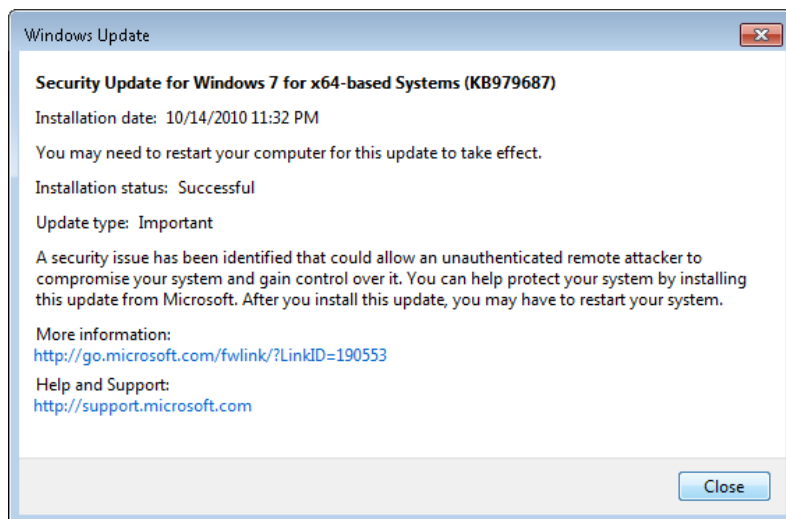 Windows Update
Security Update for Windows 7 for x64-based Systems (KB979687)
Installation date: 10/14/2010 11:32 PM
You may need to restart your computer for this update to take effect.
Installation status: Successful
Update type: Important
A security issue has been identified that could allow an unauthenticated remote attacker to
compromise your system and gain control over it. You can help protect your system by installing
this update from Microsoft. After you install this update, you may have to restart your system.
More information:
http://go.microsoft.com/fwlink/?LinkID=190553
Help and Support:
http://support.microsoft.com
Close